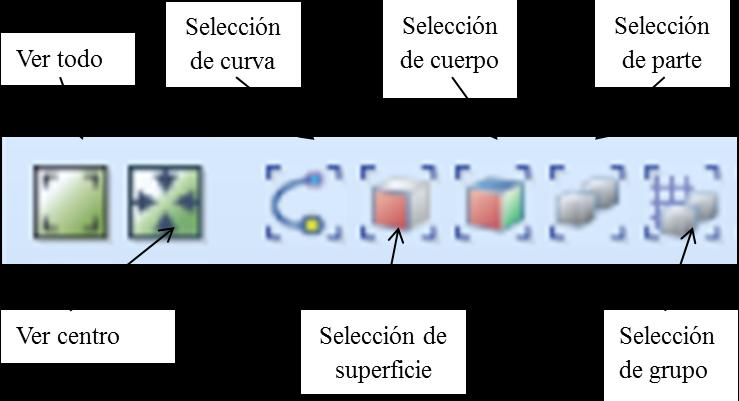 Ver todo
Selección
de curva
Selección
de cuerpo
Selección
de parte
Ver centro
Selección de
superficie
Selección
de grupo